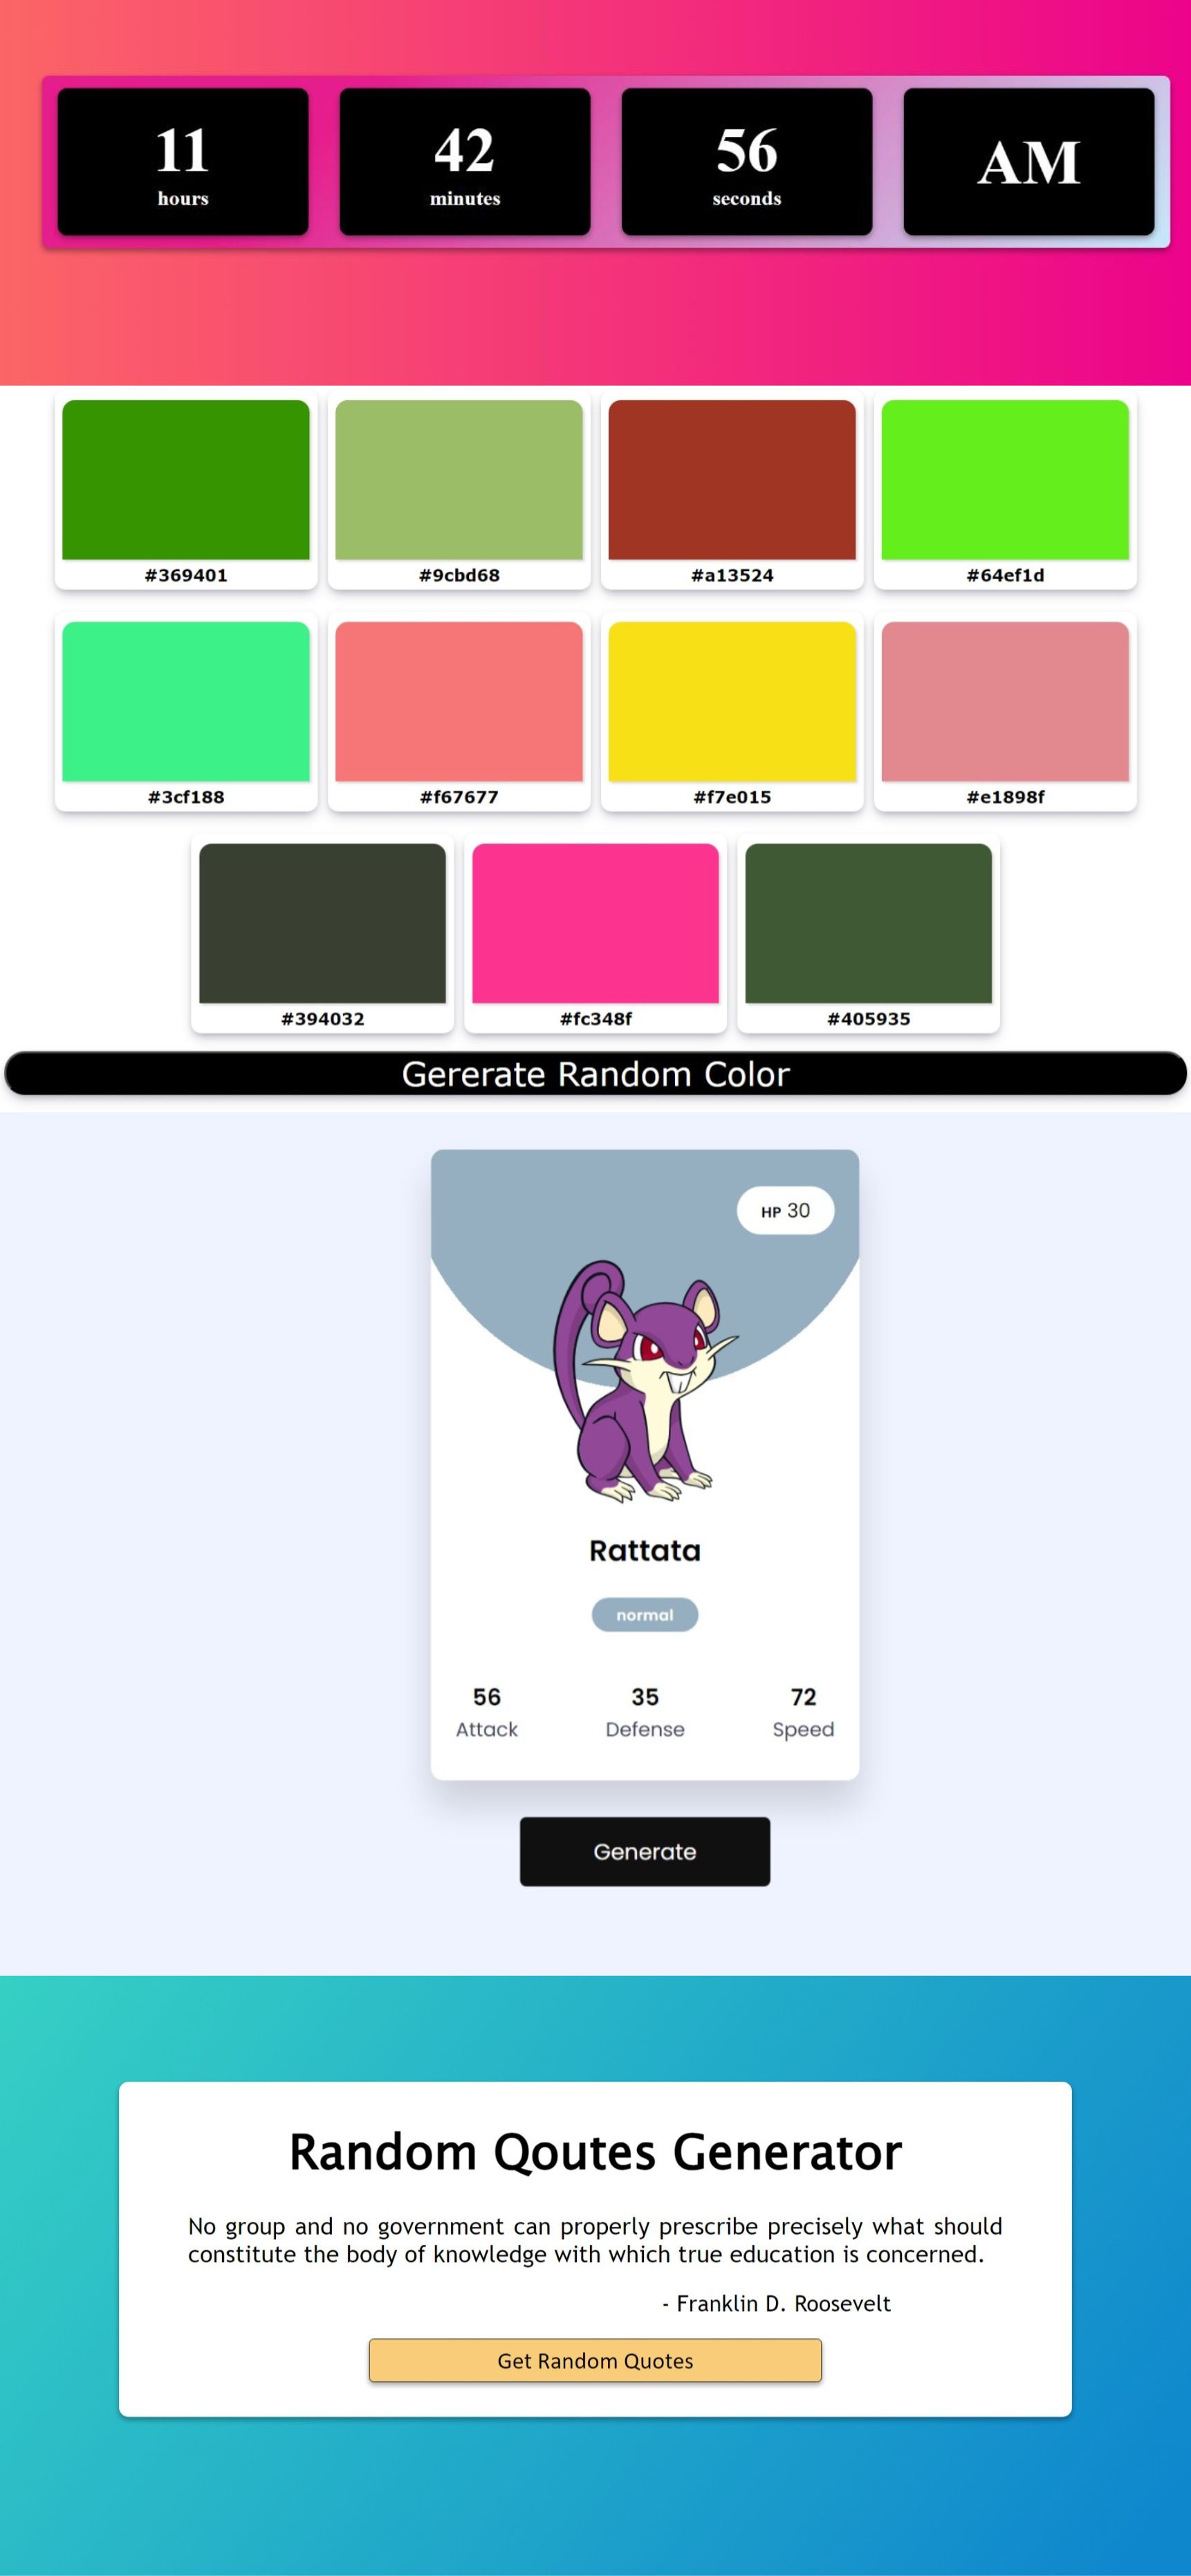 11 42 56 AM
hours minutes seconds
#369401 #9cbd68 #a13524 #64ef1d
#3cf188 #f67677 #f7e015 #e1898f
#394032 #fc348f #405935
Gererate Random Color
HP 30
Rattata
normal
56 35 72
Attack Defense Speed
Generate
Random Qoutes Generator
No group and no government can properly prescribe precisely what should
constitute the body of knowledge with which true education is concerned.
- Franklin D. Roosevelt
Get Random Quotes